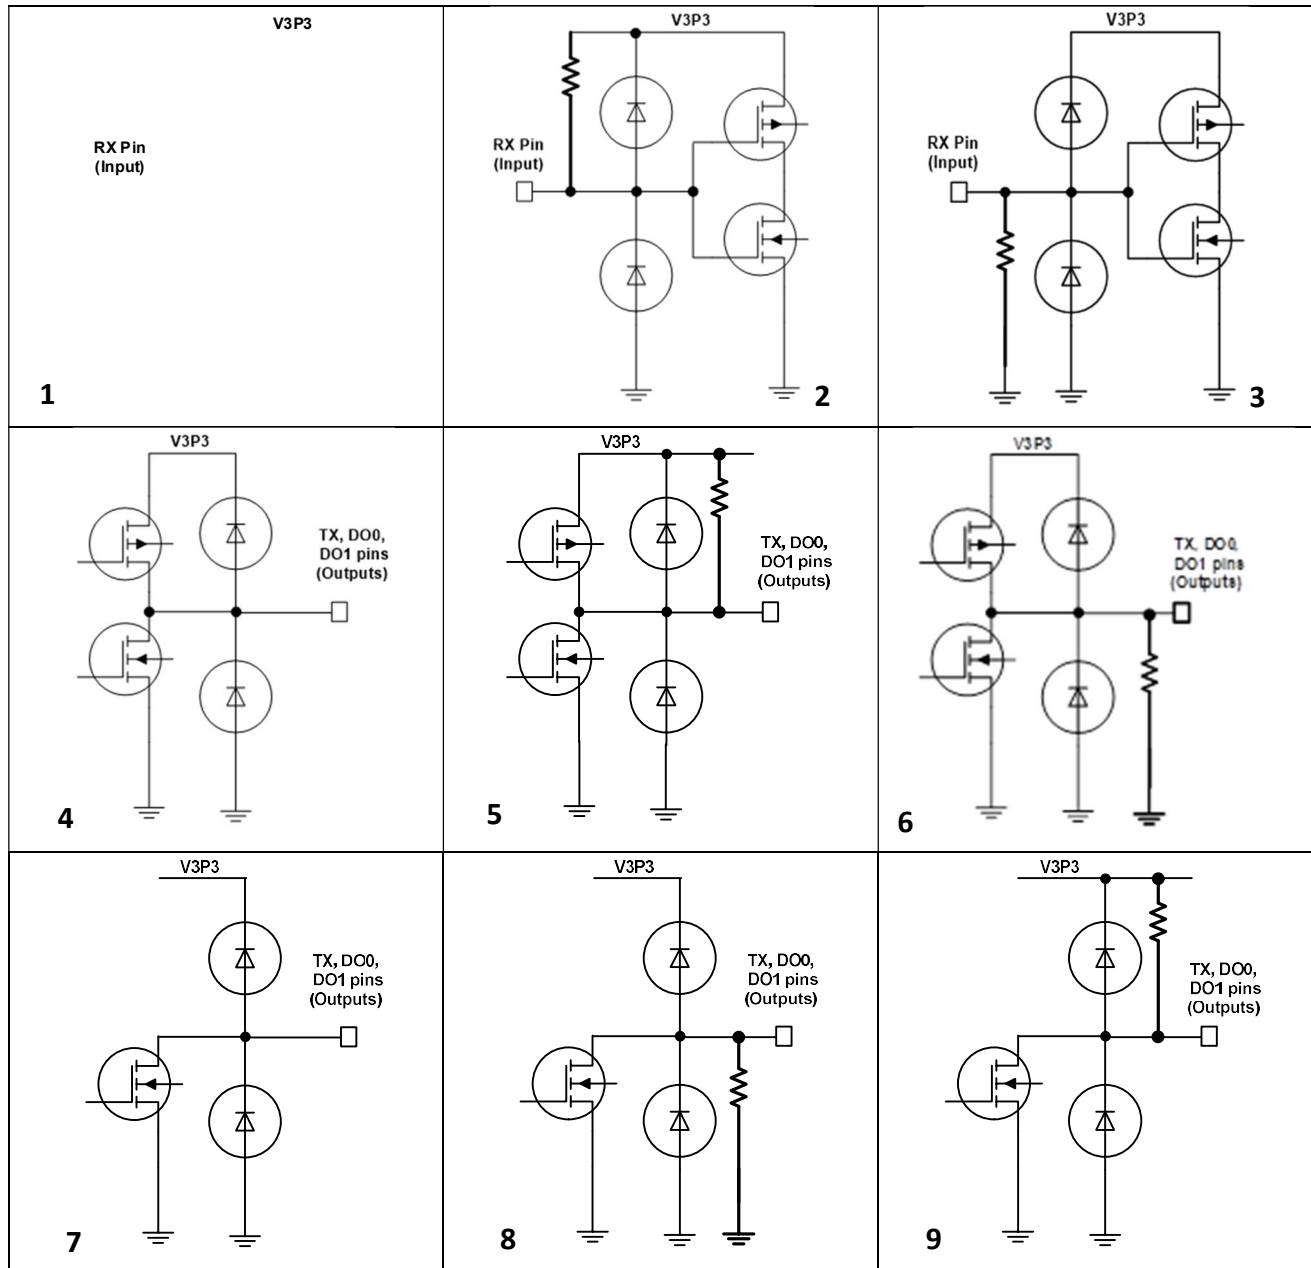 V3P3
RX Pin
(Input)
1
V3P3
RX Pin
(Input)
2
V3P3
RX Pin
(Input)
3
V3P3
TX, DO0,
DO1 pins
(Outputs)
4
V3P3
TX, DO0,
DO1 pins
(Outputs)
5
V3P3
TX, DO0,
DO1 pins
(Outputs)
6
V3P3
TX, DO0,
DO1 pins
(Outputs)
7
V3P3
TX, DO0,
DO1 pins
(Outputs)
8
V3P3
TX, DO0,
DO1 pins
(Outputs)
9